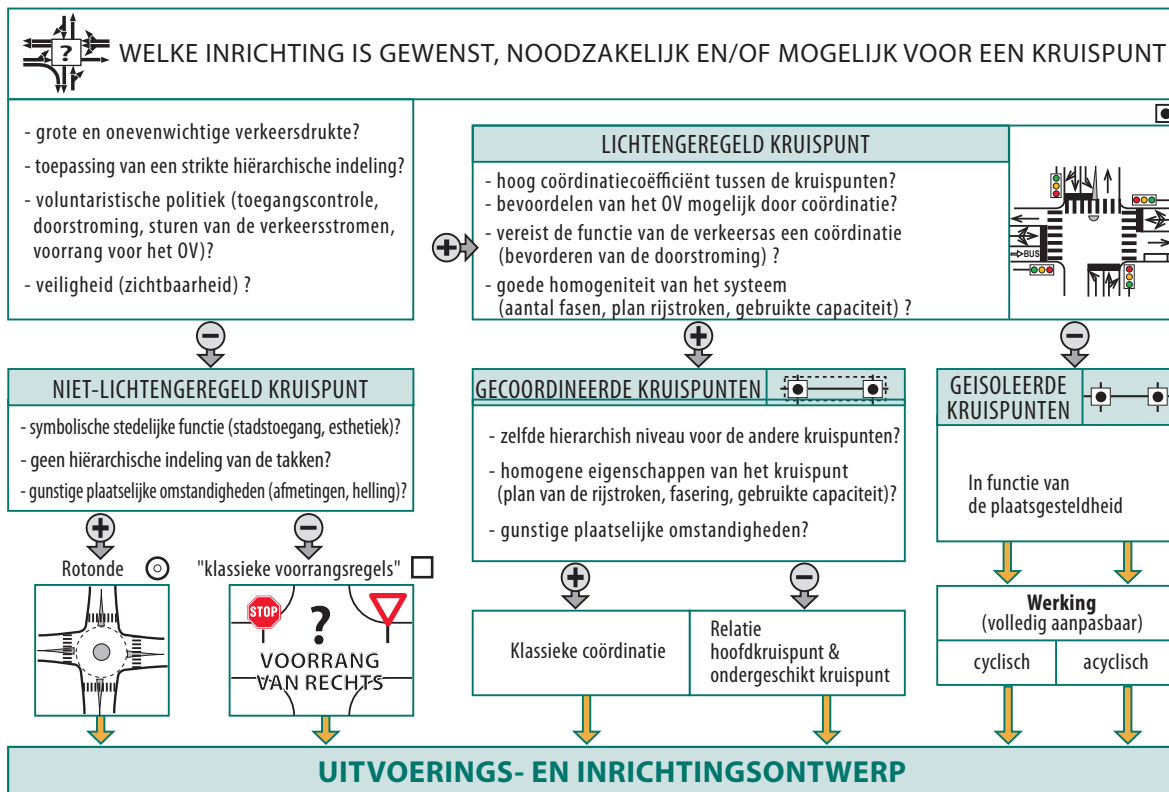 ?
WELKE INRICHTING IS GEWENST, NOODZAKELIJK EN/OF MOGELIJK VOOR EEN KRUISPUNT
- grote en onevenwichtige verkeersdrukte?
- toepassing van een strikte hiërarchische indeling?
- voluntaristische politiek (toegangscontrole,
doorstroming, sturen van de verkeersstromen,
voorrang voor het OV)?
- veiligheid (zichtbaarheid) ?
+
LICHTENGEREGELD KRUISPUNT
- hoog coördinatiecoëfficiënt tussen de kruispunten?
- bevoordelen van het OV mogelijk door coördinatie?
- vereist de functie van de verkeersas een coördinatie
(bevorderen van de doorstroming) ?
- goede homogeniteit van het systeem
(aantal fasen, plan rijstroken, gebruikte capaciteit) ?
BUS
−
+
−
NIET-LICHTENGEREGELD KRUISPUNT
- symbolische stedelijke functie (stadstoegang, esthetiek)?
- geen hiërarchische indeling van de takken?
- gunstige plaatselijke omstandigheden (afmetingen, helling)?
GECOORDINEERDE KRUISPUNTEN
- zelfde hierarchish niveau voor de andere kruispunten?
- homogene eigenschappen van het kruispunt
(plan van de rijstroken, fasering, gebruikte capaciteit)?
- gunstige plaatselijke omstandigheden?
GEISOLEERDE
KRUISPUNTEN
In functie van
de plaatsgesteldheid
+
−
Rotonde
"klassieke voorrangsregels"
STOP
?
VOORRANG
VAN RECHTS
+
−
Klassieke coördinatie
Relatie
hoofdkruispunt &
ondergeschikt kruispunt
Werking
(volledig aanpasbaar)
cyclisch
acyclisch
UITVOERINGS- EN INRICHTINGSONTWERP